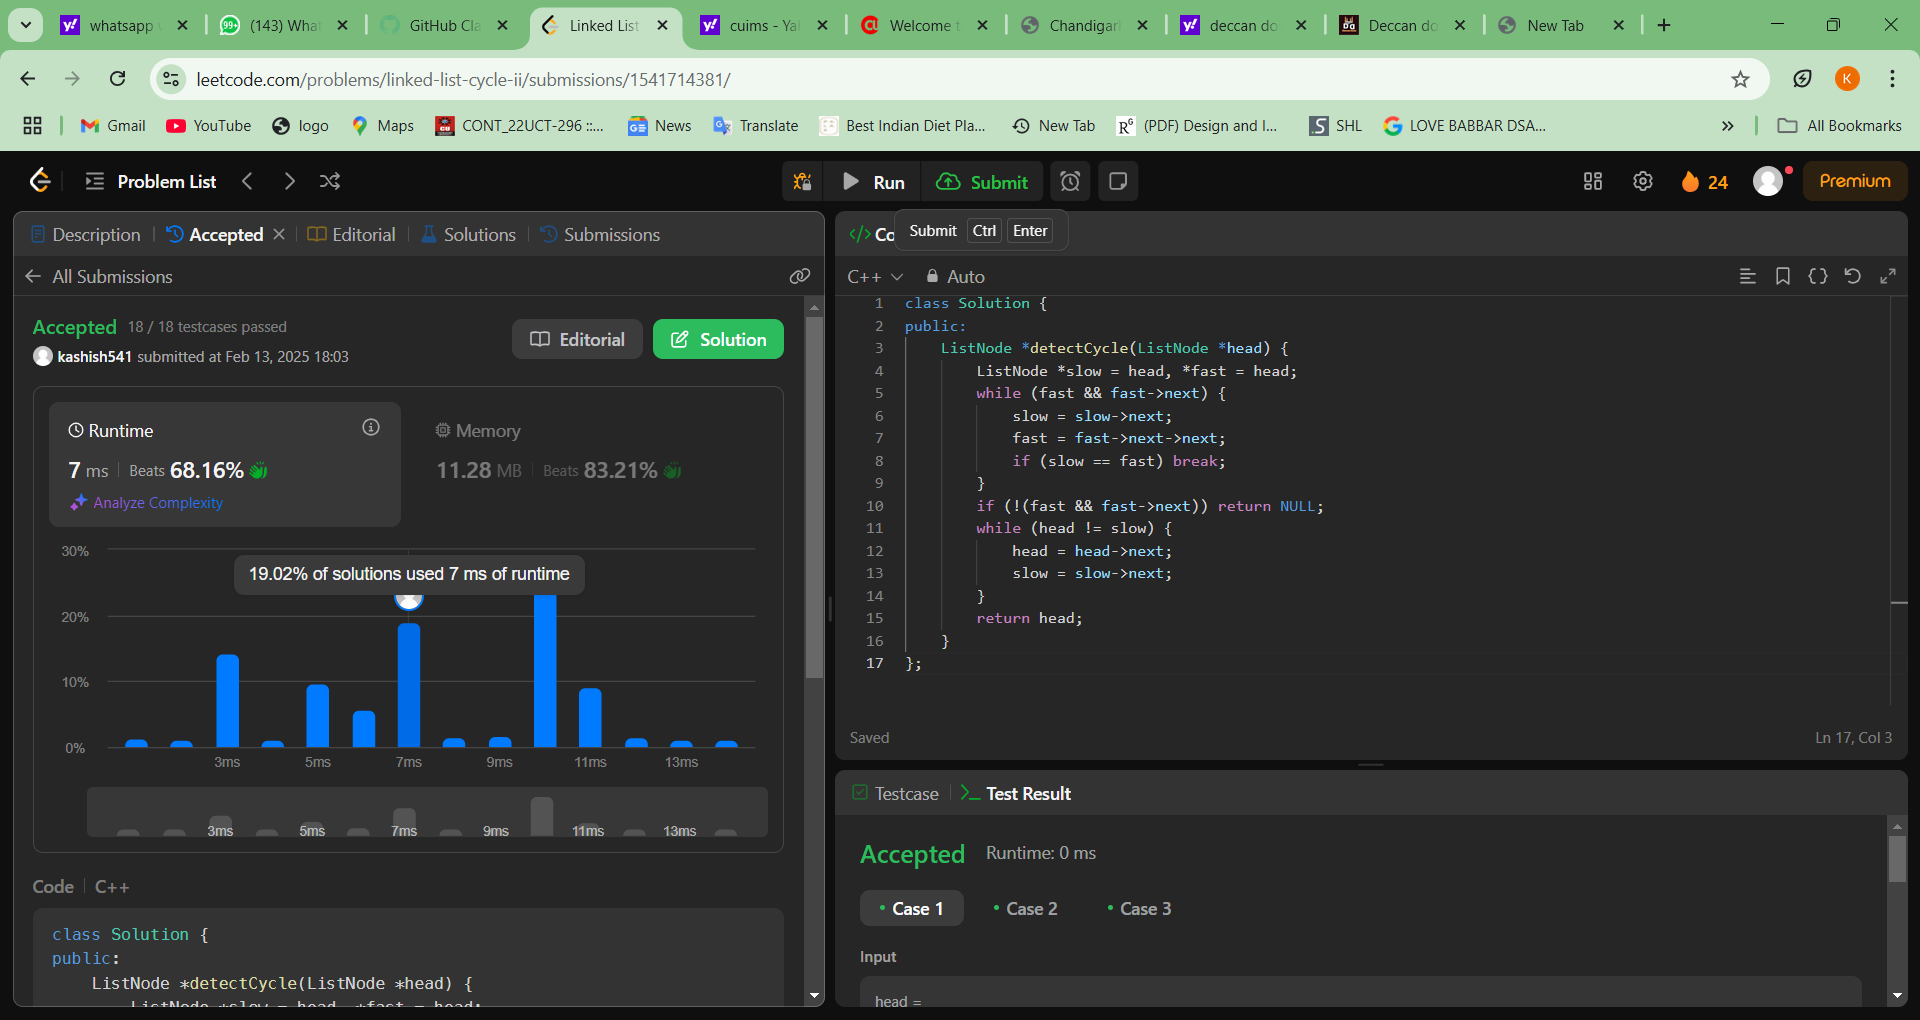 whatsapp
(143) What
GitHub Cla
Linked List
cuims - Ya
Welcome t
Chandigar
deccan do
Deccan do
New Tab
leetcode.com/problems/linked-list-cycle-ii/submissions/1541714381/
K
Gmail
YouTube
logo
Maps
CONT_22UCT-296 ::...
News
Translate
Best Indian Diet Pla...
New Tab
(PDF) Design and I...
SHL
LOVE BABBAR DSA...
All Bookmarks
Problem List
Run
Submit
24
Premium
Description
Accepted
Editorial
Solutions
Submissions
All Submissions
Accepted 18 / 18 testcases passed
kashish541 submitted at Feb 13, 2025 18:03
Editorial
Solution
Runtime
7 ms Beats 68.16%
Analyze Complexity
Memory
11.28 MB Beats 83.21%
30%
19.02% of solutions used 7 ms of runtime
20%
10%
0%
3ms 5ms 7ms 9ms 11ms 13ms
3ms 5ms 7ms 9ms 11ms 13ms
Code C++
class Solution {
public:
ListNode *detectCycle(ListNode *head) {
ListNode *slow = head, *fast = head;
</> Co
Submit Ctrl Enter
C++ Auto
1 class Solution {
2 public:
3 ListNode *detectCycle(ListNode *head) {
4 ListNode *slow = head, *fast = head;
5 while (fast && fast->next) {
6 slow = slow->next;
7 fast = fast->next->next;
8 if (slow == fast) break;
9 }
10 if (!(fast && fast->next)) return NULL;
11 while (head != slow) {
12 head = head->next;
13 slow = slow->next;
14 }
15 return head;
16 }
17 };
Saved
Ln 17, Col 3
Testcase
Test Result
Accepted Runtime: 0 ms
Case 1
Case 2
Case 3
Input
head =